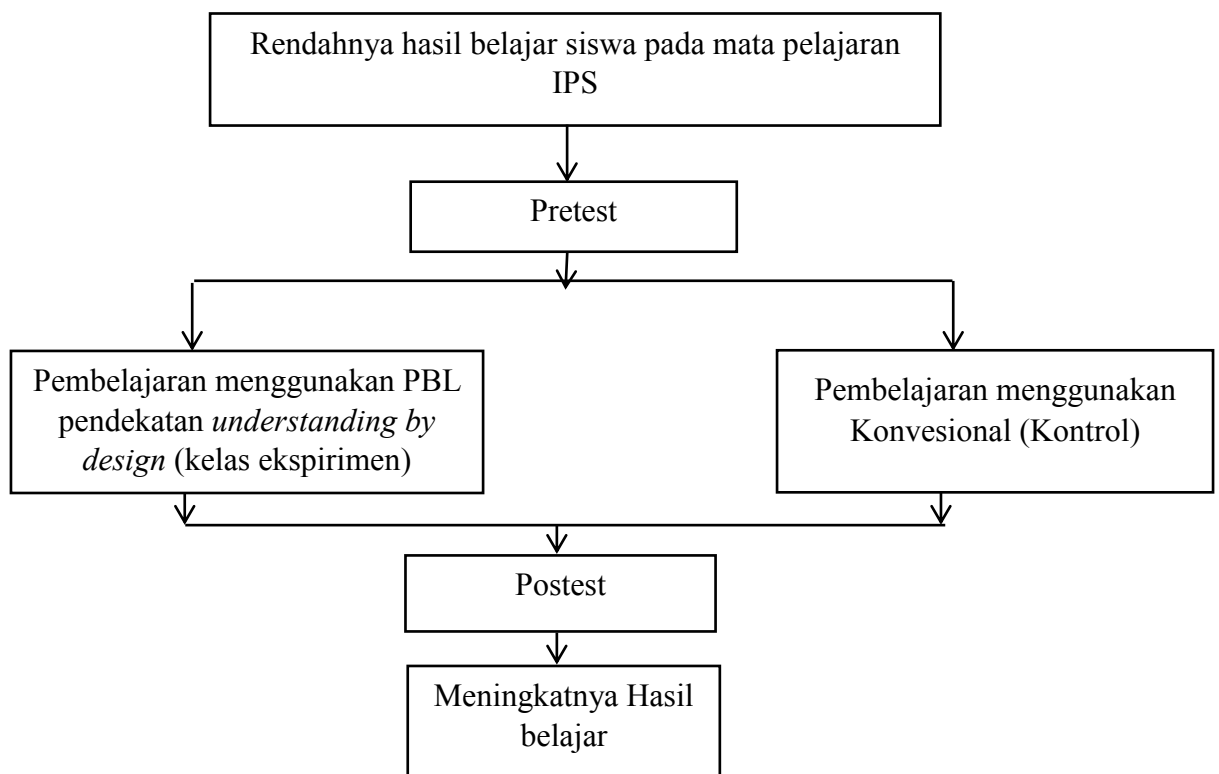 Rendahnya hasil belajar siswa pada mata pelajaran
IPS
Pretest
Pembelajaran menggunakan PBL
pendekatan understanding by
design (kelas ekspirimen)
Pembelajaran menggunakan
Konvesional (Kontrol)
Postest
Meningkatnya Hasil
belajar